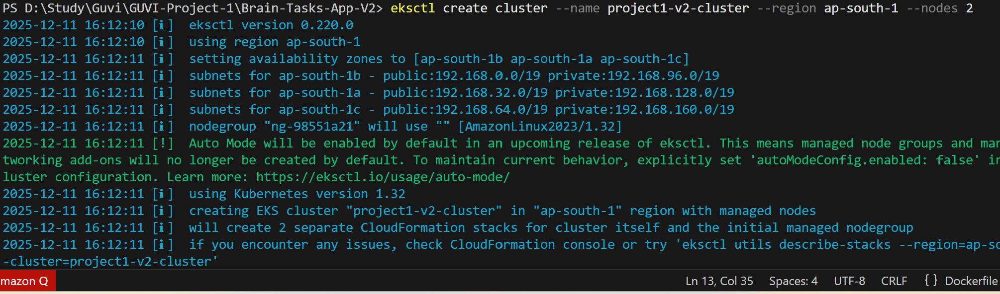 PS D:\Study\Guvi\GUVI-Project-1\Brain-Tasks-App-V2> eksctl create cluster --name project1-v2-cluster --region ap-south-1 --nodes 2
2025-12-11 16:12:10 [ℹ]  eksctl version 0.220.0
2025-12-11 16:12:10 [ℹ]  using region ap-south-1
2025-12-11 16:12:11 [ℹ]  setting availability zones to [ap-south-1b ap-south-1a ap-south-1c]
2025-12-11 16:12:11 [ℹ]  subnets for ap-south-1b - public:192.168.0.0/19 private:192.168.96.0/19
2025-12-11 16:12:11 [ℹ]  subnets for ap-south-1a - public:192.168.32.0/19 private:192.168.128.0/19
2025-12-11 16:12:11 [ℹ]  subnets for ap-south-1c - public:192.168.64.0/19 private:192.168.160.0/19
2025-12-11 16:12:11 [ℹ]  nodegroup "ng-98551a21" will use "" [AmazonLinux2023/1.32]
2025-12-11 16:12:11 [!]  Auto Mode will be enabled by default in an upcoming release of eksctl. This means managed node groups and man
tworking add-ons will no longer be created by default. To maintain current behavior, explicitly set 'autoModeConfig.enabled: false' in
luster configuration. Learn more: https://eksctl.io/usage/auto-mode/
2025-12-11 16:12:11 [ℹ]  using Kubernetes version 1.32
2025-12-11 16:12:11 [ℹ]  creating EKS cluster "project1-v2-cluster" in "ap-south-1" region with managed nodes
2025-12-11 16:12:11 [ℹ]  will create 2 separate CloudFormation stacks for cluster itself and the initial managed nodegroup
2025-12-11 16:12:11 [ℹ]  if you encounter any issues, check CloudFormation console or try 'eksctl utils describe-stacks --region=ap-so
-cluster=project1-v2-cluster'
mazon Q
Ln 13, Col 35 Spaces: 4 UTF-8 CRLF {} Dockerfile